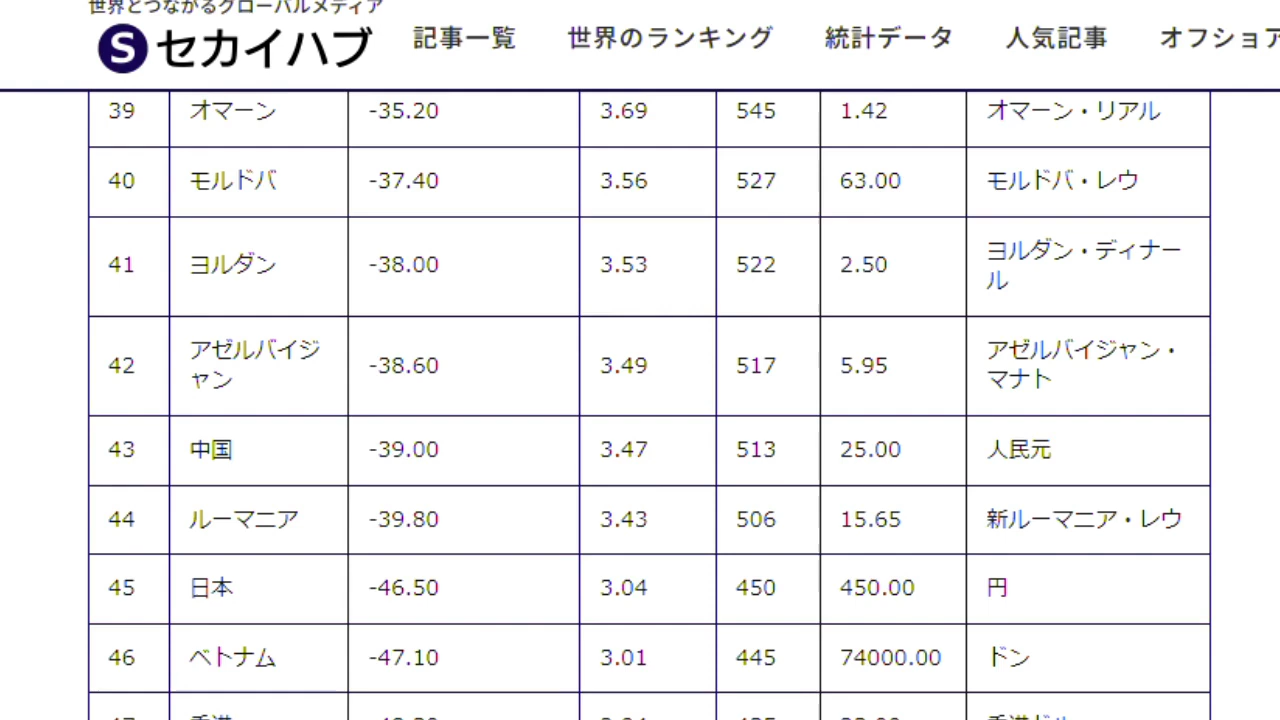 世界とつながるグローバルメディア
S セカイハブ 記事一覧 世界のランキング 統計データ 人気記事 オフショア
39 オマーン -35.20 3.69 545 1.42 オマーン・リアル
40 モルドバ -37.40 3.56 527 63.00 モルドバ・レウ
41 ヨルダン -38.00 3.53 522 2.50 ヨルダン・ディナー
ル
42 アゼルバイジ
ャン -38.60 3.49 517 5.95 アゼルバイジャン・
マナト
43 中国 -39.00 3.47 513 25.00 人民元
44 ルーマニア -39.80 3.43 506 15.65 新ルーマニア・レウ
45 日本 -46.50 3.04 450 450.00 円
46 ベトナム -47.10 3.01 445 74000.00 ドン